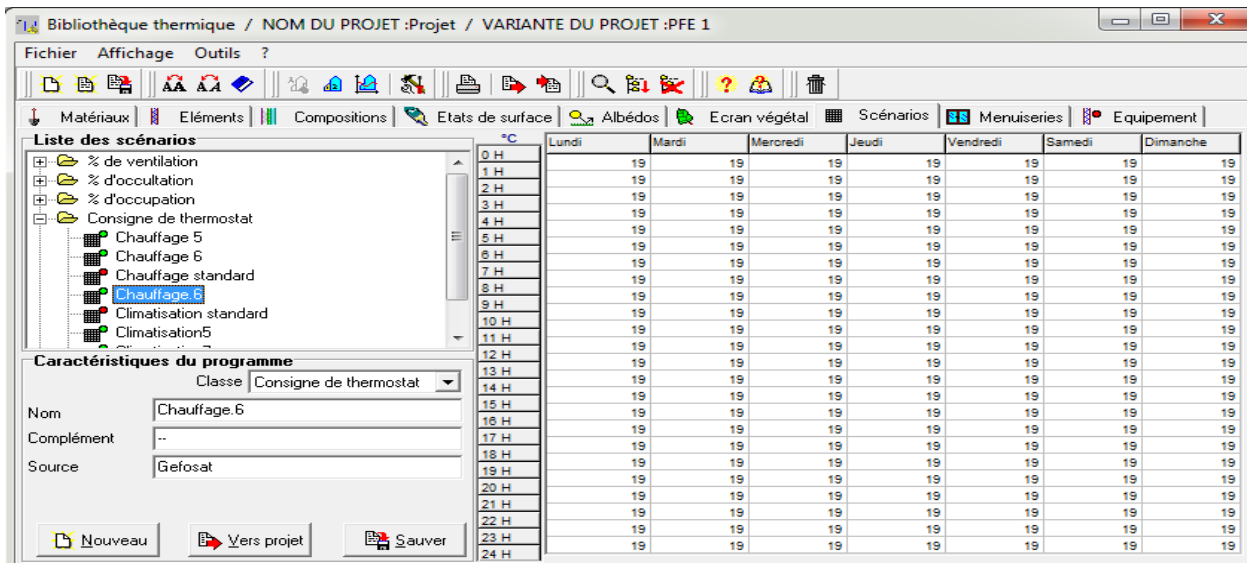 Bibliothèque thermique / NOM DU PROJET :Projet / VARIANTE DU PROJET :PFE 1
Fichier Affichage Outils ?
Matériaux Eléments Compositions Etats de surface Albédos Ecran végétal Scénarios Menuiseries Equipement
Liste des scénarios
% de ventilation
% d'occultation
% d'occupation
Consigne de thermostat
Chauffage 5
Chauffage 6
Chauffage standard
Chauffage.6
Climatisation standard
Climatisation5
Caractéristiques du programme
Classe Consigne de thermostat
Nom Chauffage.6
Complément --
Source Gefosat
Nouveau Vers projet Sauver
°C Lundi Mardi Mercredi Jeudi Vendredi Samedi Dimanche
0 H 19 19 19 19 19 19 19
1 H 19 19 19 19 19 19 19
2 H 19 19 19 19 19 19 19
3 H 19 19 19 19 19 19 19
4 H 19 19 19 19 19 19 19
5 H 19 19 19 19 19 19 19
6 H 19 19 19 19 19 19 19
7 H 19 19 19 19 19 19 19
8 H 19 19 19 19 19 19 19
9 H 19 19 19 19 19 19 19
10 H 19 19 19 19 19 19 19
11 H 19 19 19 19 19 19 19
12 H 19 19 19 19 19 19 19
13 H 19 19 19 19 19 19 19
14 H 19 19 19 19 19 19 19
15 H 19 19 19 19 19 19 19
16 H 19 19 19 19 19 19 19
17 H 19 19 19 19 19 19 19
18 H 19 19 19 19 19 19 19
19 H 19 19 19 19 19 19 19
20 H 19 19 19 19 19 19 19
21 H 19 19 19 19 19 19 19
22 H 19 19 19 19 19 19 19
23 H 19 19 19 19 19 19 19
24 H